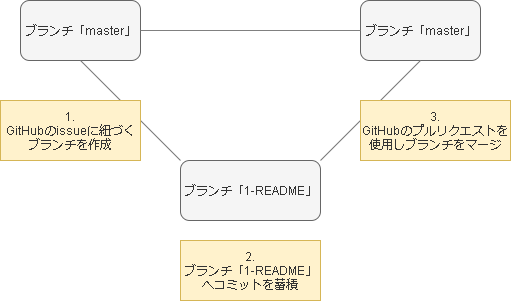 ブランチ「master」
ブランチ「master」
1.
GitHubのissueに紐づく
ブランチを作成
3.
GitHubのプルリクエストを
使用しブランチをマージ
ブランチ「1-README」
2.
ブランチ「1-README」
へコミットを蓄積